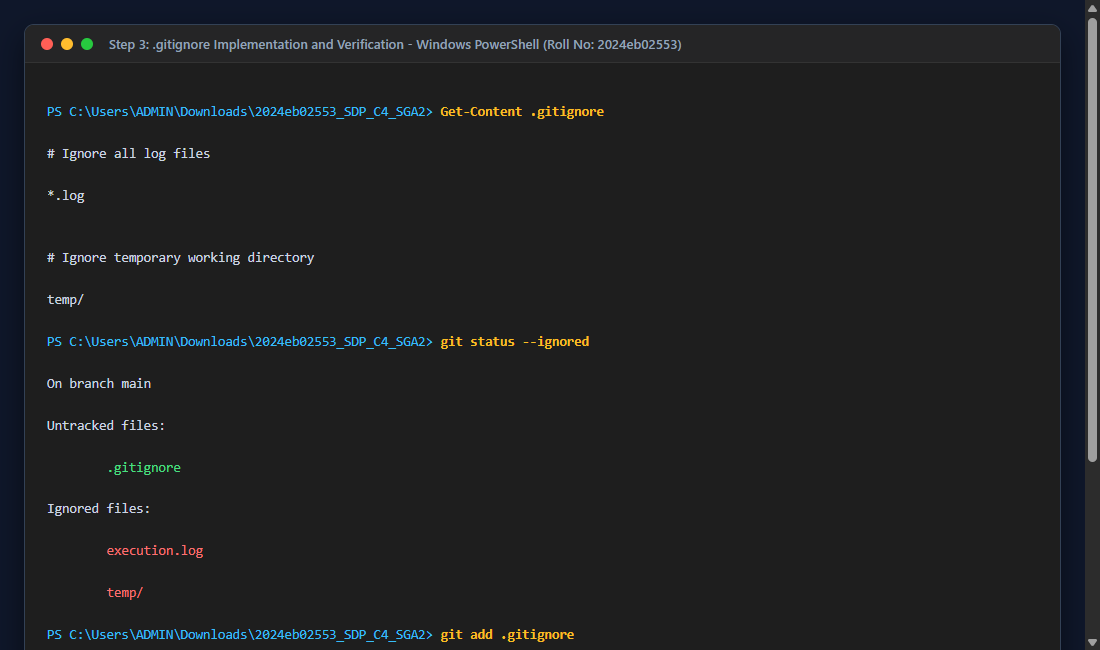 Step 3: .gitignore Implementation and Verification - Windows PowerShell (Roll No: 2024eb02553)
PS C:\Users\ADMIN\Downloads\2024eb02553_SDP_C4_SGA2> Get-Content .gitignore
# Ignore all log files
*.log
# Ignore temporary working directory
temp/
PS C:\Users\ADMIN\Downloads\2024eb02553_SDP_C4_SGA2> git status --ignored
On branch main
Untracked files:
.gitignore
Ignored files:
execution.log
temp/
PS C:\Users\ADMIN\Downloads\2024eb02553_SDP_C4_SGA2> git add .gitignore